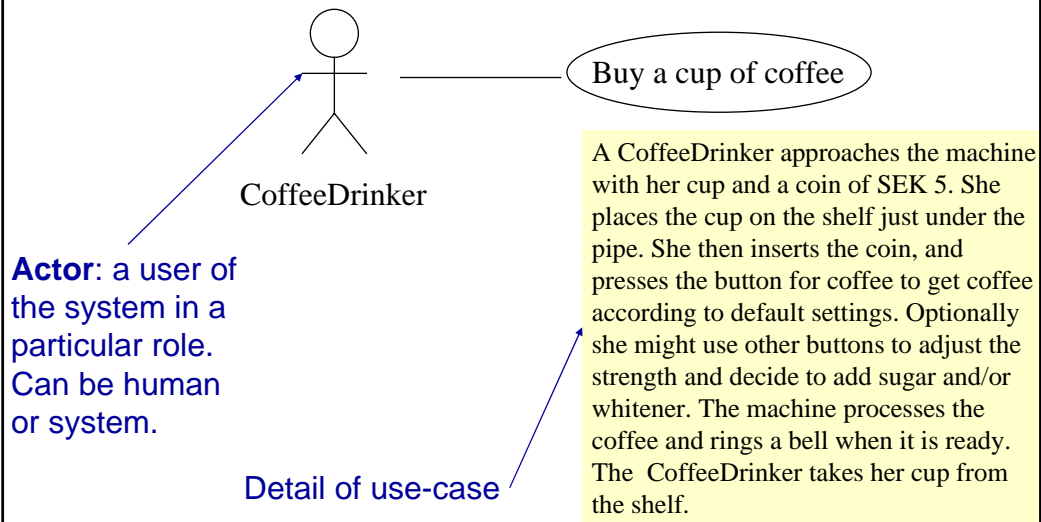 Buy a cup of coffee
CoffeeDrinker
Actor: a user of
the system in a
particular role.
Can be human
or system.
A CoffeeDrinker approaches the machine
with her cup and a coin of SEK 5. She
places the cup on the shelf just under the
pipe. She then inserts the coin, and
presses the button for coffee to get coffee
according to default settings. Optionally
she might use other buttons to adjust the
strength and decide to add sugar and/or
whitener. The machine processes the
coffee and rings a bell when it is ready.
The CoffeeDrinker takes her cup from
the shelf.
Detail of use-case